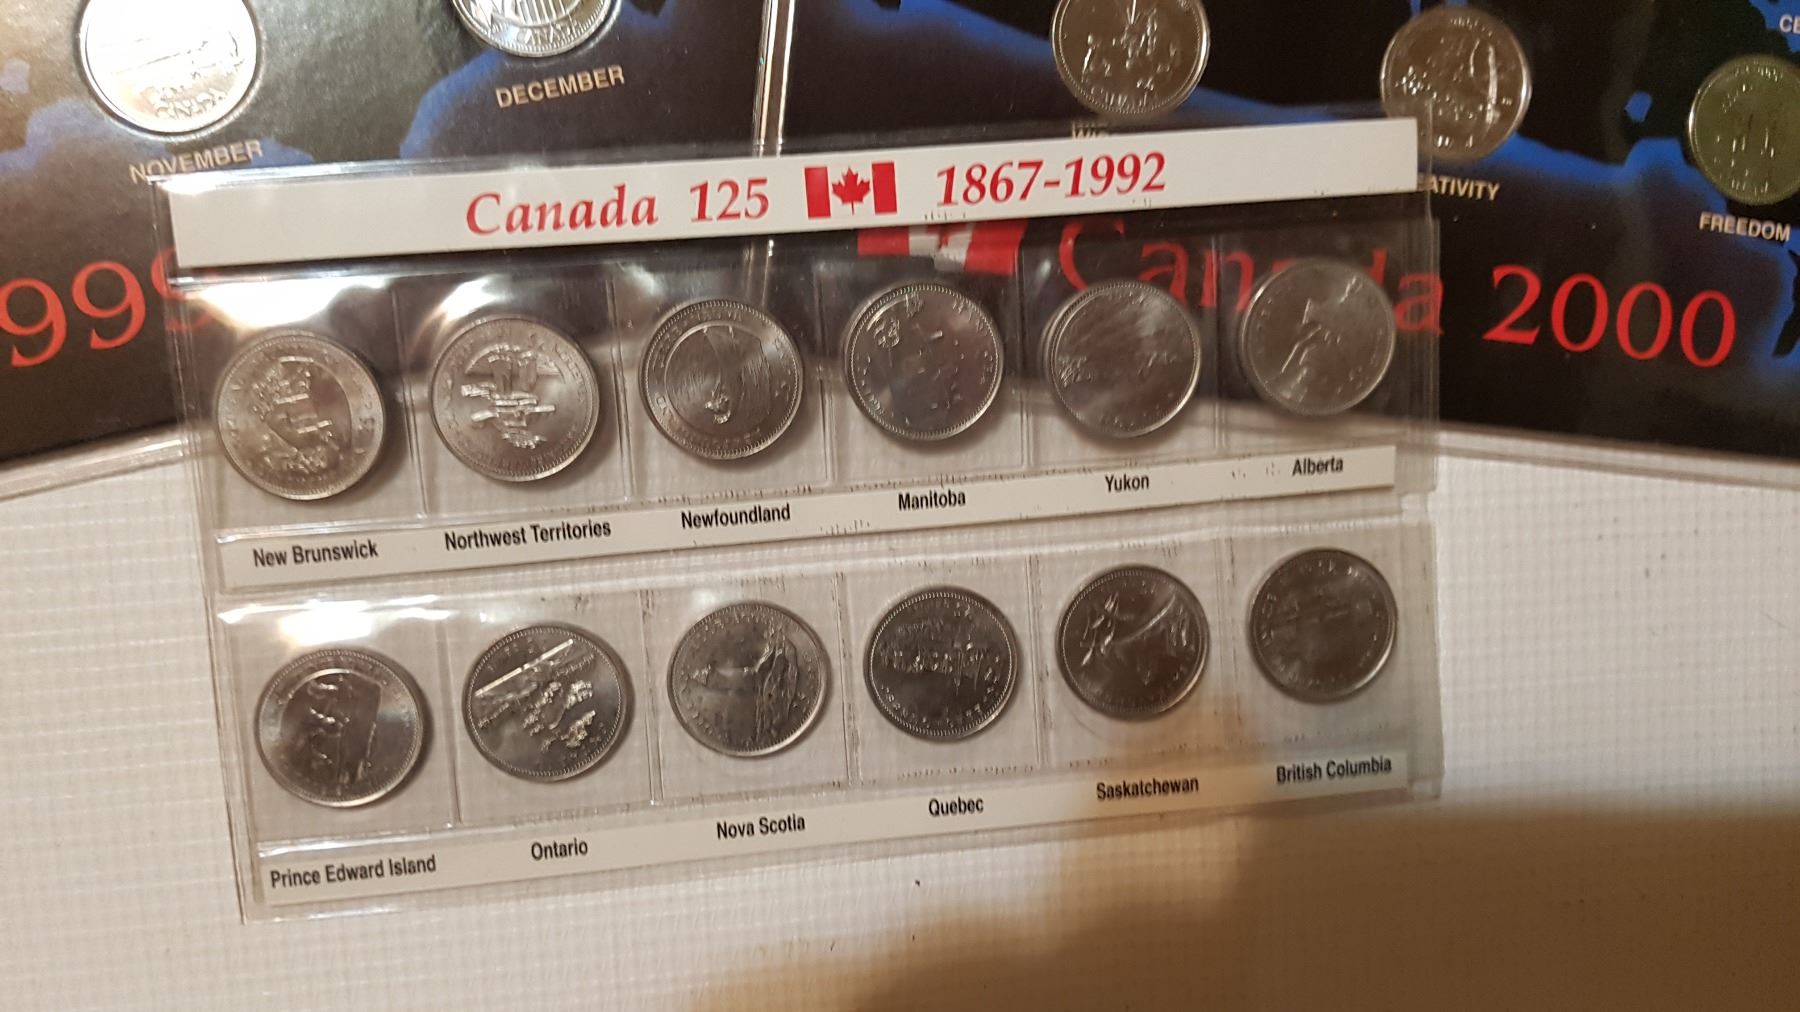 NOVEMBER
DECEMBER
ATIVITY
FREEDOM
CE
Canada 125 1867-1992
999
Canada 2000
New Brunswick Northwest Territories Newfoundland Manitoba Yukon Alberta
Prince Edward Island Ontario Nova Scotia Quebec Saskatchewan British Columbia